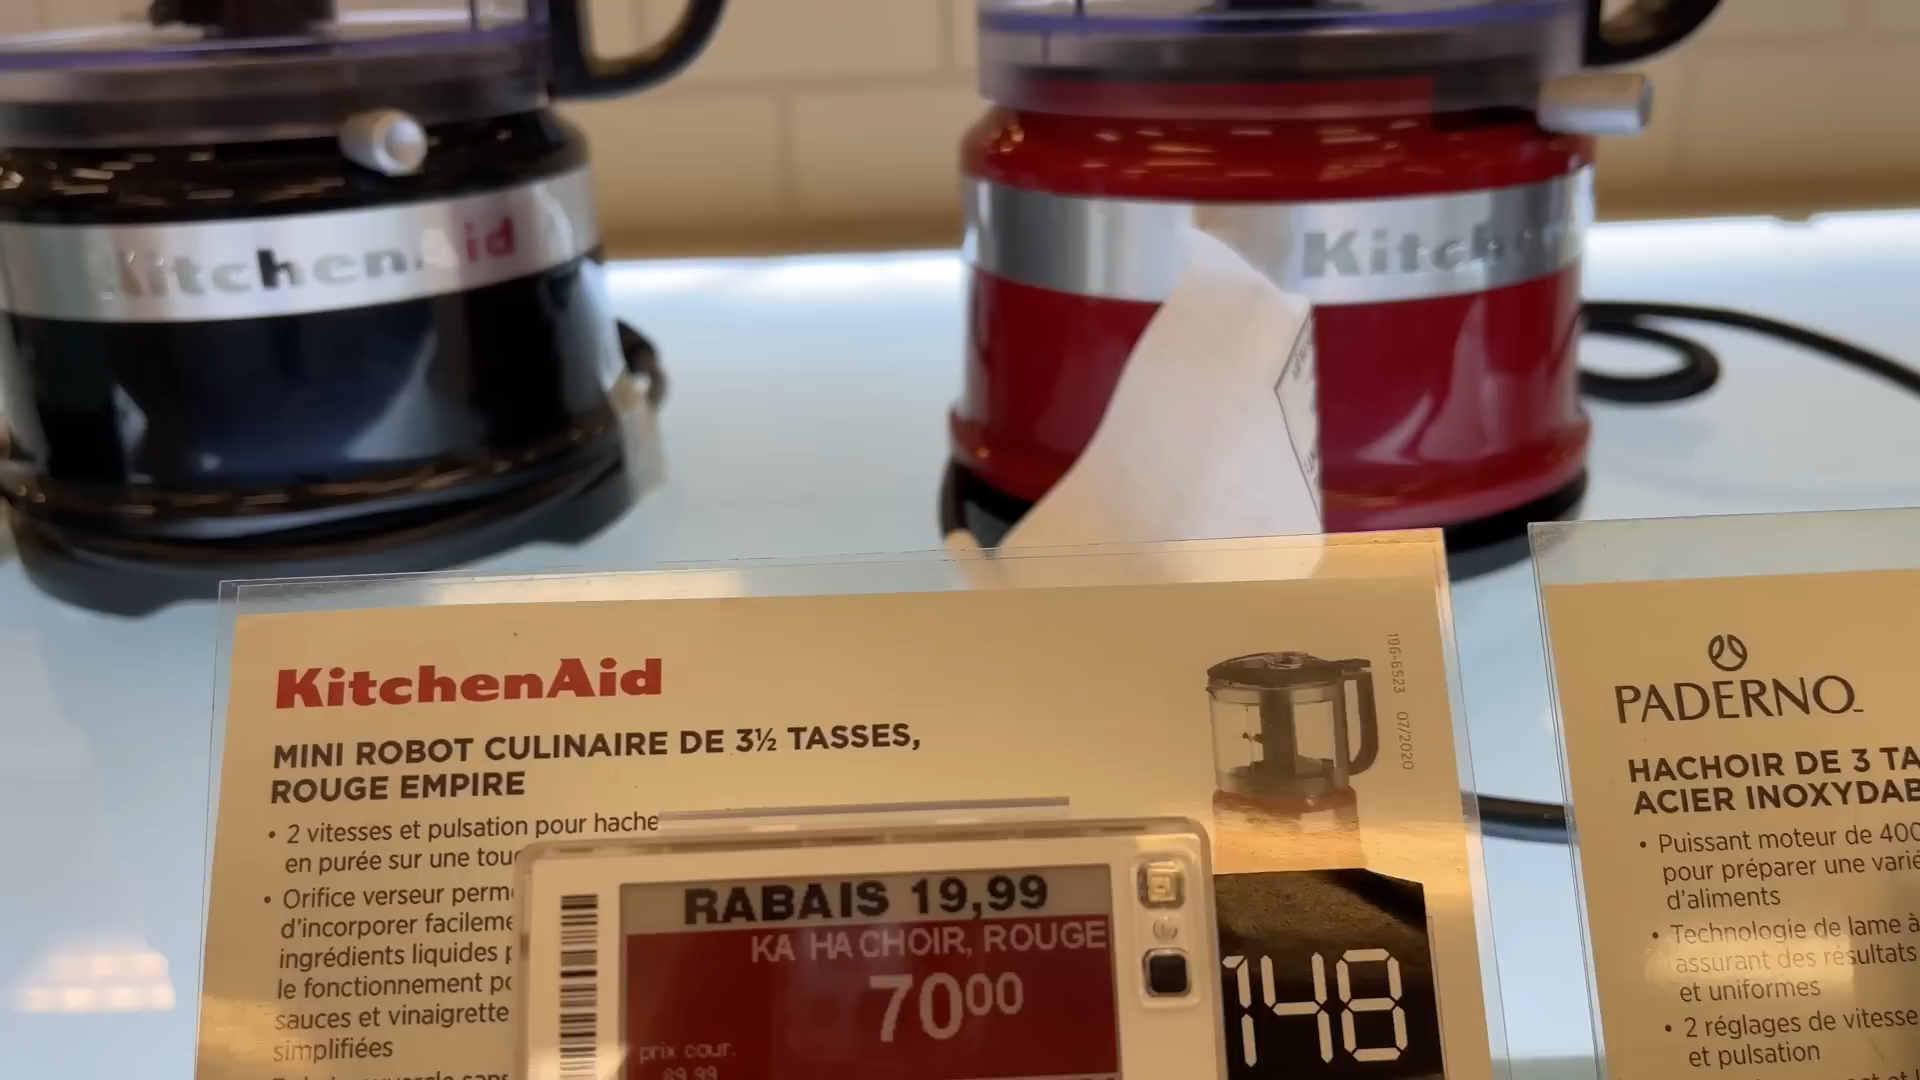 KitchenAid
Kitch
KitchenAid
MINI ROBOT CULINAIRE DE 3½ TASSES,
ROUGE EMPIRE
• 2 vitesses et pulsation pour hache
en purée sur une tou
• Orifice verseur perm
d'incorporer facileme
ingrédients liquides p
le fonctionnement po
sauces et vinaigrette
simplifiées
196-6523 07/2020
RABAIS 19,99
KA HACHOIR, ROUGE
70⁰⁰
prix cour.
89,99
148
PADERNO
HACHOIR DE 3 TA
ACIER INOXYDAB
• Puissant moteur de 400
pour préparer une varié
d'aliments
• Technologie de lame à
assurant des résultats
et uniformes
• 2 réglages de vitesse
et pulsation